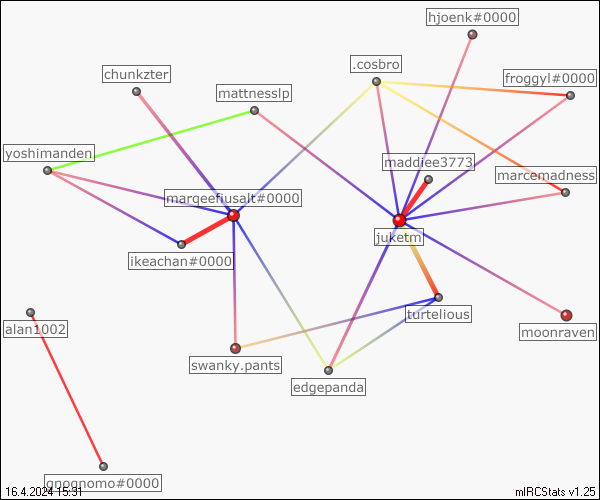 hjoenk#0000
.cosbro
chunkzter
froggyl#0000
mattnesslp
yoshimanden
maddiee3773
marcemadness
marqeefiusalt#0000
juketm
ikeachan#0000
turtelious
alan1002
moonraven
swanky.pants
edgepanda
gnognomo#0000
16.4.2024 15:31
mIRCStats v1.25